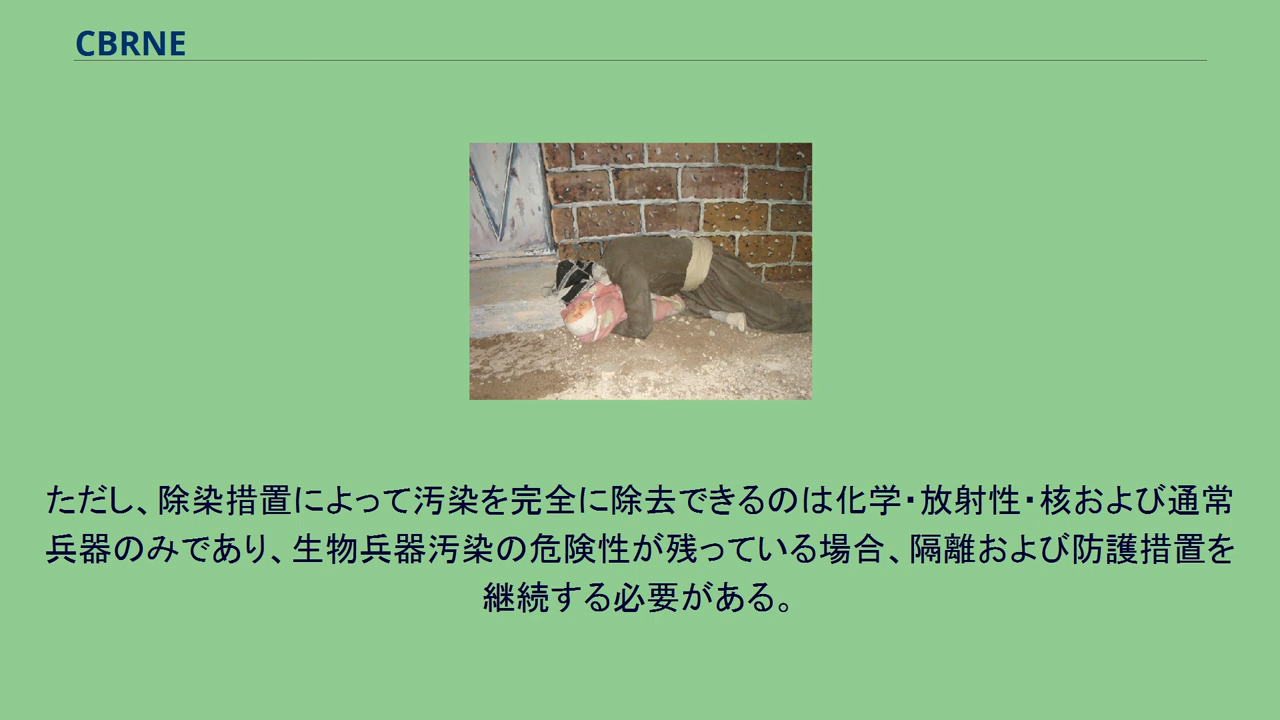 CBRNE
ただし、除染措置によって汚染を完全に除去できるのは化学・放射性・核および通常
兵器のみであり、生物兵器汚染の危険性が残っている場合、隔離および防護措置を
継続する必要がある。